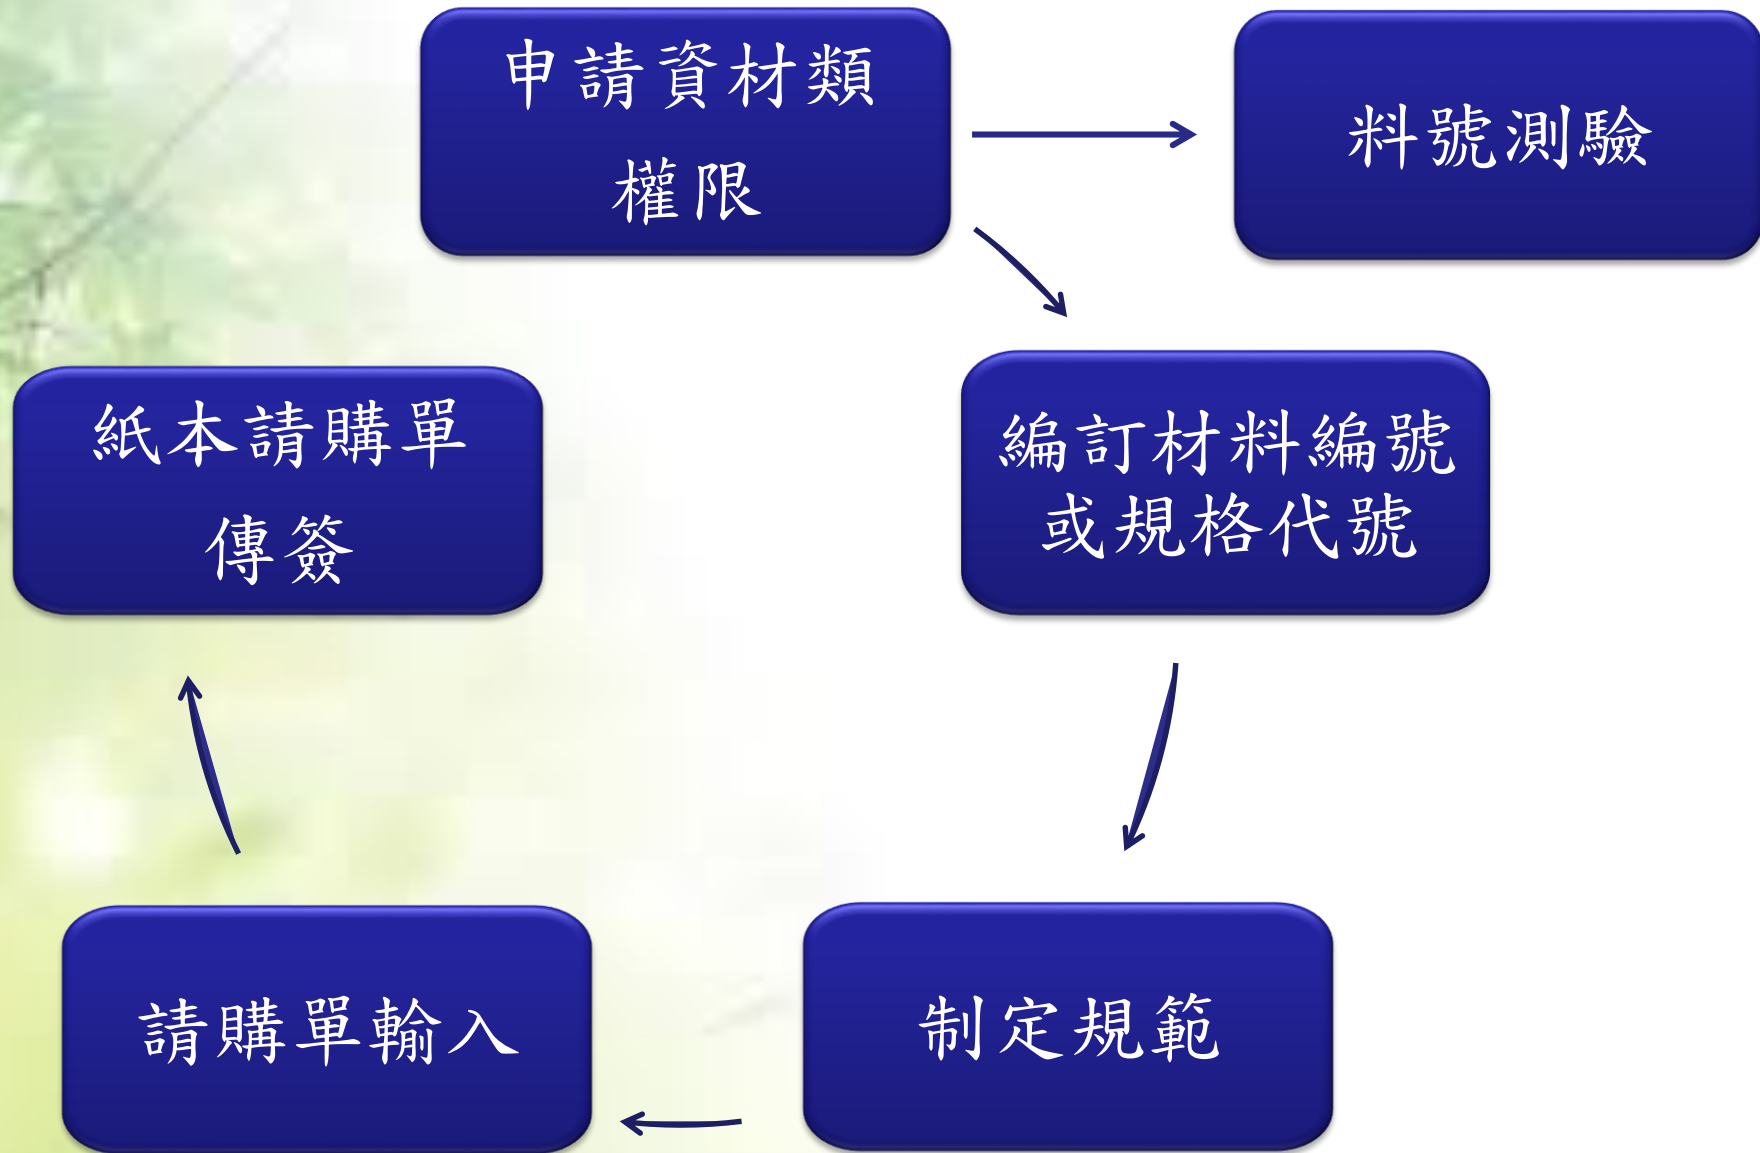 申請資材類
權限
料號測驗
編訂材料編號
或規格代號
制定規範
請購單輸入
紙本請購單
傳簽